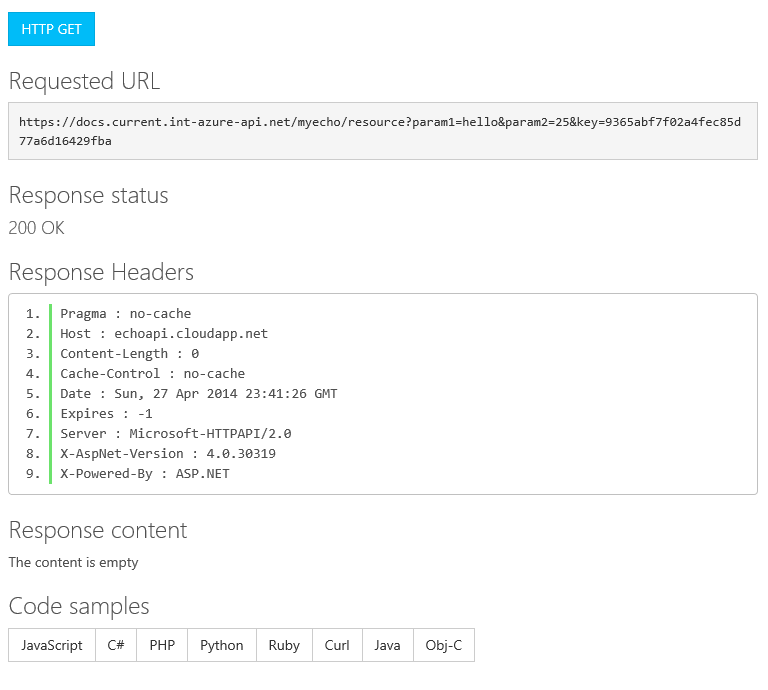 HTTP GET
Requested URL
https://docs.current.int-azure-api.net/myecho/resource?param1=hello&param2=25&key=9365abf7f02a4fec85d
77a6d16429fba
Response status
200 OK
Response Headers
1. Pragma : no-cache
2. Host : echoapi.cloudapp.net
3. Content-Length : 0
4. Cache-Control : no-cache
5. Date : Sun, 27 Apr 2014 23:41:26 GMT
6. Expires : -1
7. Server : Microsoft-HTTPAPI/2.0
8. X-AspNet-Version : 4.0.30319
9. X-Powered-By : ASP.NET
Response content
The content is empty
Code samples
JavaScript C# PHP Python Ruby Curl Java Obj-C